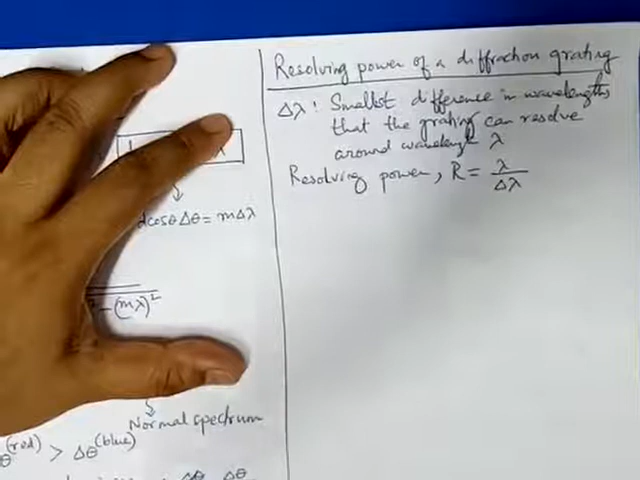 Resolving power of a diffraction grating
Δλ : Smallest difference in wavelengths
that the grating can resolve
around wavelength λ
Resolving power, R = λ/Δλ
dcosθ Δθ = mΔλ
- (mλ)²
Normal spectrum
(red) > Δθ(blue)